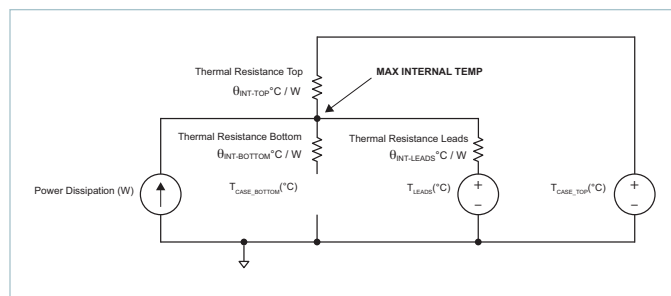 Thermal Resistance Top
θINT-TOP°C / W
MAX INTERNAL TEMP
Thermal Resistance Bottom
θINT-BOTTOM°C / W
Thermal Resistance Leads
θINT-LEADS°C / W
Power Dissipation (W)
TCASE_BOTTOM(°C)
TLEADS(°C)
TCASE_TOP(°C)
+
–
+
–